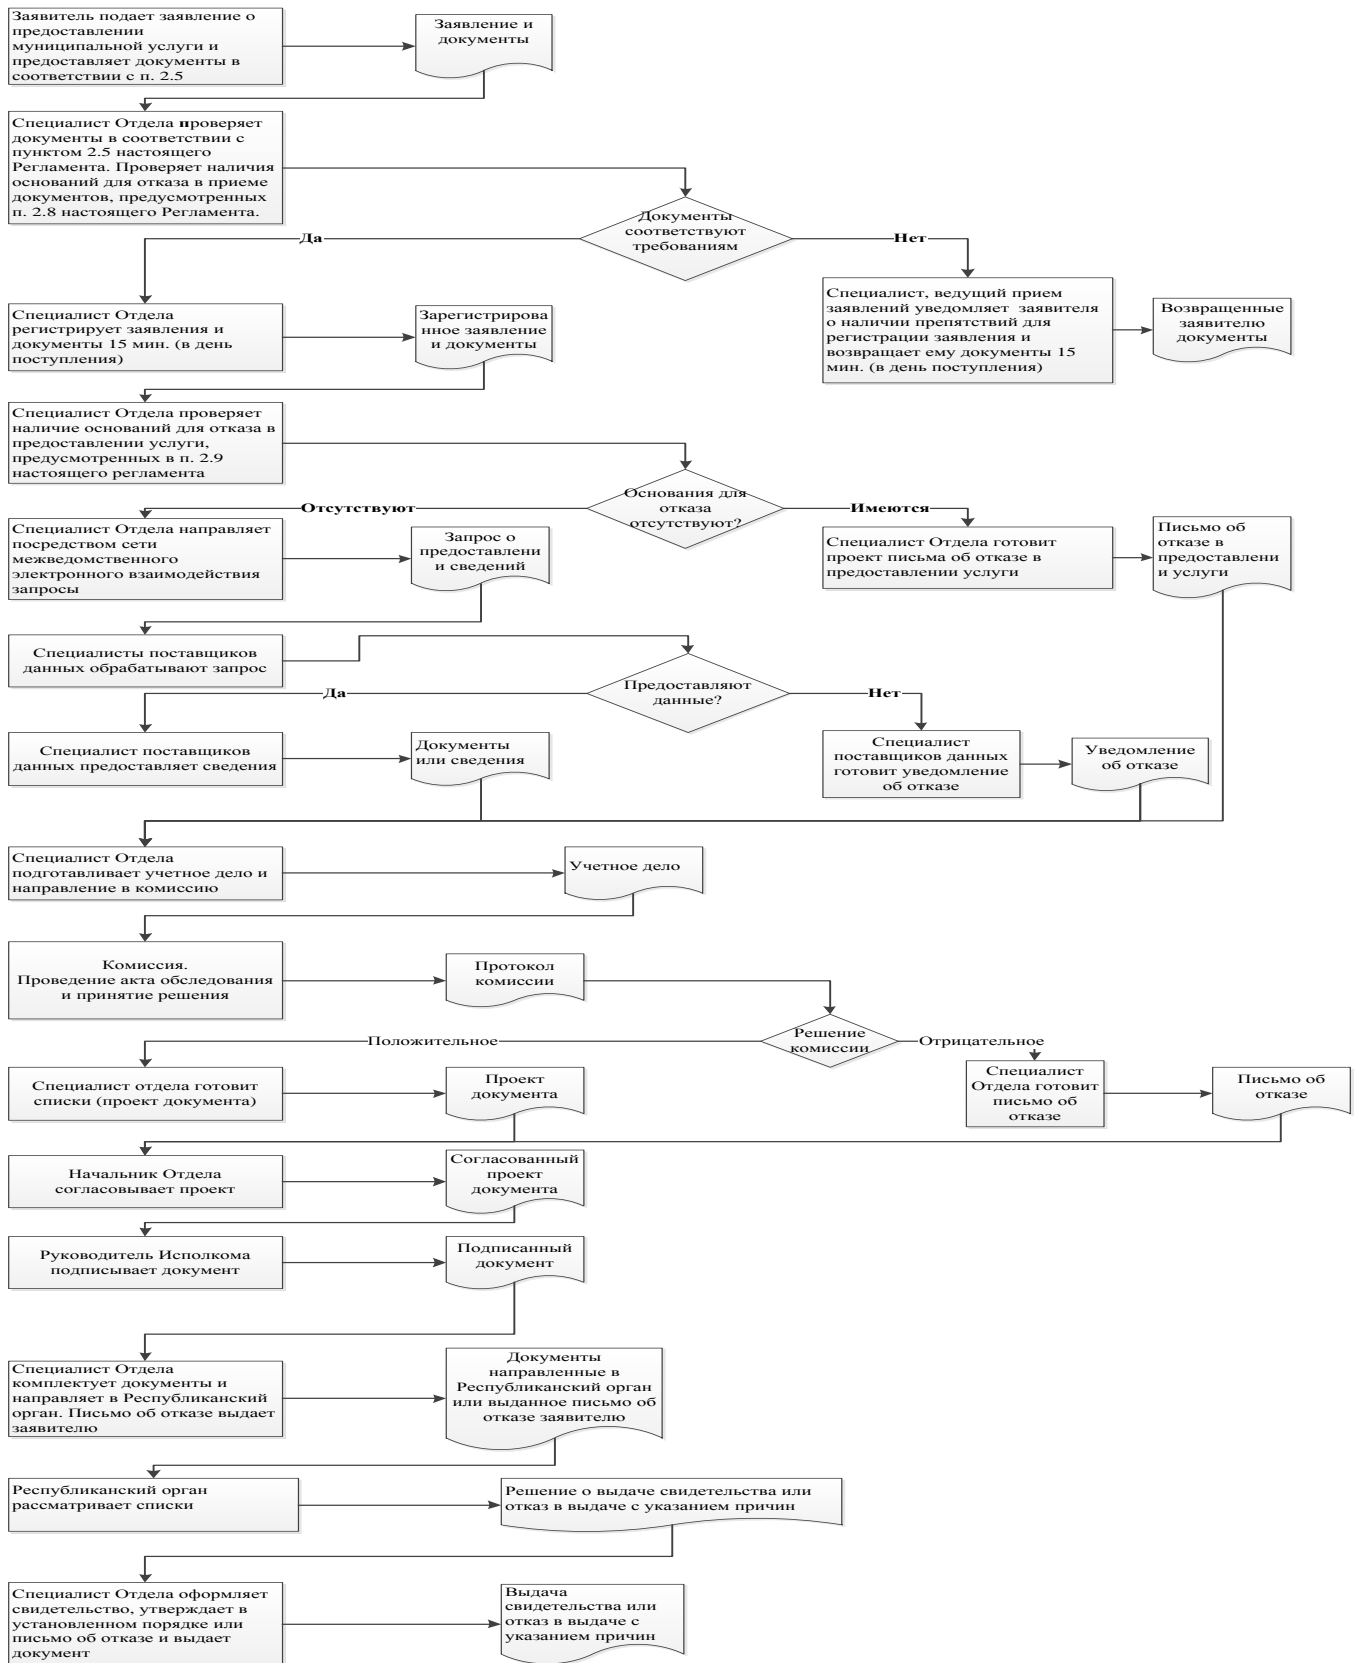 Заявитель подает заявление о
предоставлении
муниципальной услуги и
предоставляет документы в
соответствии с п. 2.5
Заявление и
документы
Специалист Отдела проверяет
документы в соответствии с
пунктом 2.5 настоящего
Регламента. Проверяет наличия
оснований для отказа в приеме
документов, предусмотренных
п. 2.8 настоящего Регламента.
Документы
соответствуют
требованиям
Да
Нет
Специалист Отдела
регистрирует заявления и
документы 15 мин. (в день
поступления)
Зарегистрирова
нное заявление
и документы
Специалист, ведущий прием
заявлений уведомляет заявителя
о наличии препятствий для
регистрации заявления и
возвращает ему документы 15
мин. (в день поступления)
Возвращенные
заявителю
документы
Специалист Отдела проверяет
наличие оснований для отказа в
предоставлении услуги,
предусмотренных в п. 2.9
настоящего регламента
Основания для
отказа
отсутствуют?
Отсутствуют
Имеются
Специалист Отдела направляет
посредством сети
межведомственного
электронного взаимодействия
запросы
Запрос о
предоставлени
и сведений
Специалист Отдела готовит
проект письма об отказе в
предоставлении услуги
Письмо об
отказе в
предоставлени
и услуги
Специалисты поставщиков
данных обрабатывают запрос
Предоставляют
данные?
Да
Нет
Специалист поставщиков
данных предоставляет сведения
Документы
или сведения
Специалист
поставщиков данных
готовит уведомление
об отказе
Уведомление
об отказе
Специалист Отдела
подготавливает учетное дело и
направление в комиссию
Учетное дело
Комиссия.
Проведение акта обследования
и принятие решения
Протокол
комиссии
Решение
комиссии
Положительное
Отрицательное
Специалист отдела готовит
списки (проект документа)
Проект
документа
Специалист
Отдела готовит
письмо об
отказе
Письмо об
отказе
Начальник Отдела
согласовывает проект
Согласованный
проект
документа
Руководитель Исполкома
подписывает документ
Подписанный
документ
Специалист Отдела
комплектует документы и
направляет в Республиканский
орган. Письмо об отказе выдает
заявителю
Документы
направленные в
Республиканский орган
или выданное письмо об
отказе заявителю
Республиканский орган
рассматривает списки
Решение о выдаче свидетельства или
отказ в выдаче с указанием причин
Специалист Отдела оформляет
свидетельство, утверждает в
установленном порядке или
письмо об отказе и выдает
документ
Выдача
свидетельства или
отказ в выдаче с
указанием причин